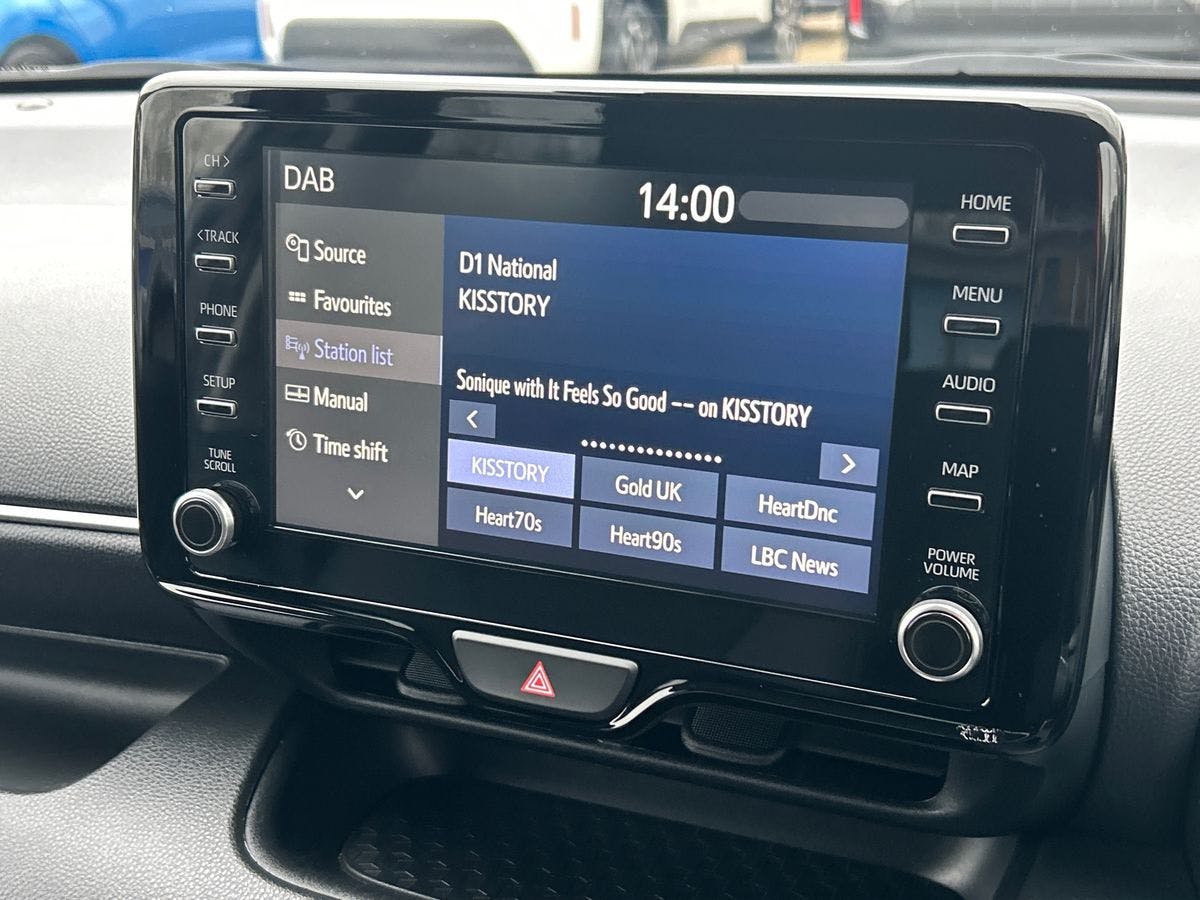 CH >
< TRACK
PHONE
SETUP
TUNE
SCROLL
DAB
14:00
Source
Favourites
Station list
Manual
Time shift
D1 National
KISSTORY
Sonique with It Feels So Good -- on KISSTORY
<
>
KISSTORY
Gold UK
HeartDnc
Heart70s
Heart90s
LBC News
HOME
MENU
AUDIO
MAP
POWER
VOLUME